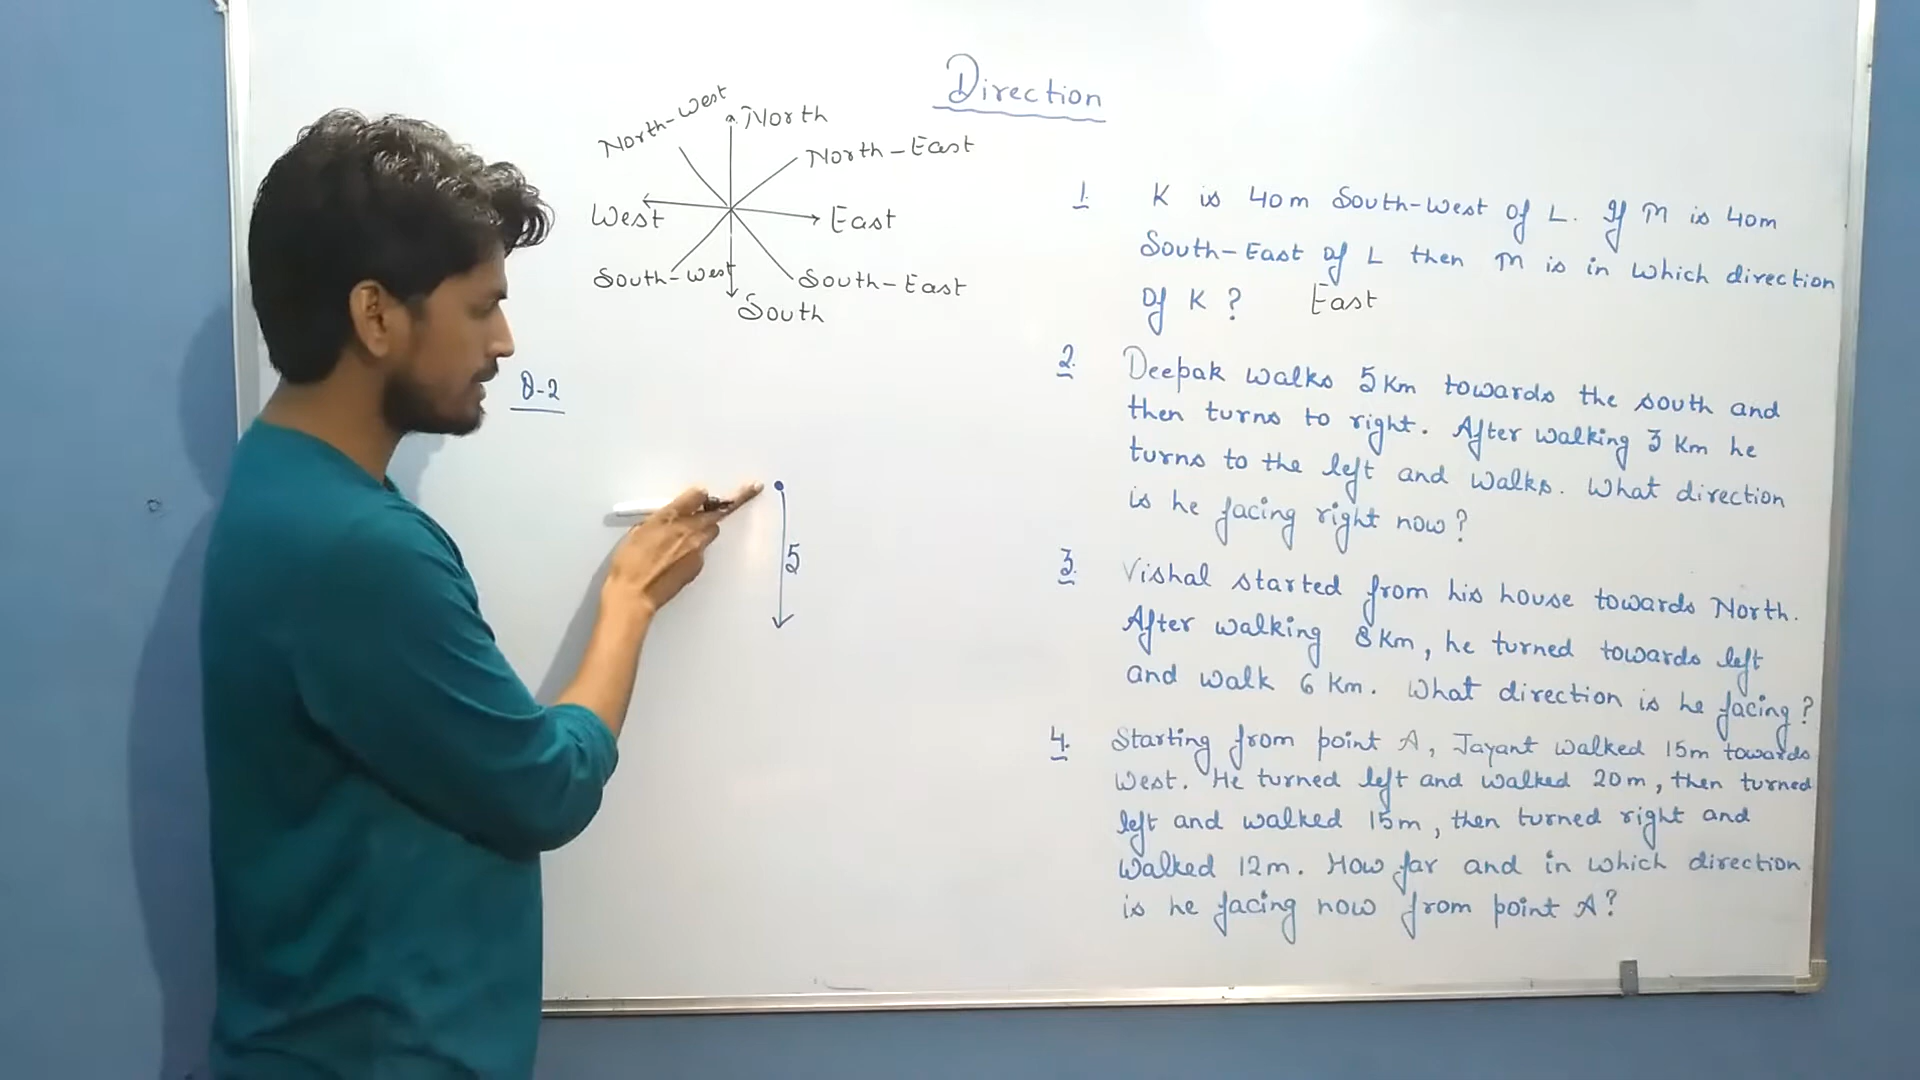 Direction
North-West
North
North-East
West
East
South-West
South-East
South
Q-2
5
1. K is 40m South-West of L. If M is 40m
South-East of L then M is in which direction
of K? East
2. Deepak walks 5 Km towards the south and
then turns to right. After walking 3 Km he
turns to the left and walks. What direction
is he facing right now?
3. Vishal started from his house towards North.
After walking 8 Km, he turned towards left
and walk 6 Km. What direction is he facing?
4. Starting from point A, Jayant walked 15m towards
West. He turned left and walked 20m, then turned
left and walked 15m, then turned right and
walked 12m. How far and in which direction
is he facing now from point A?